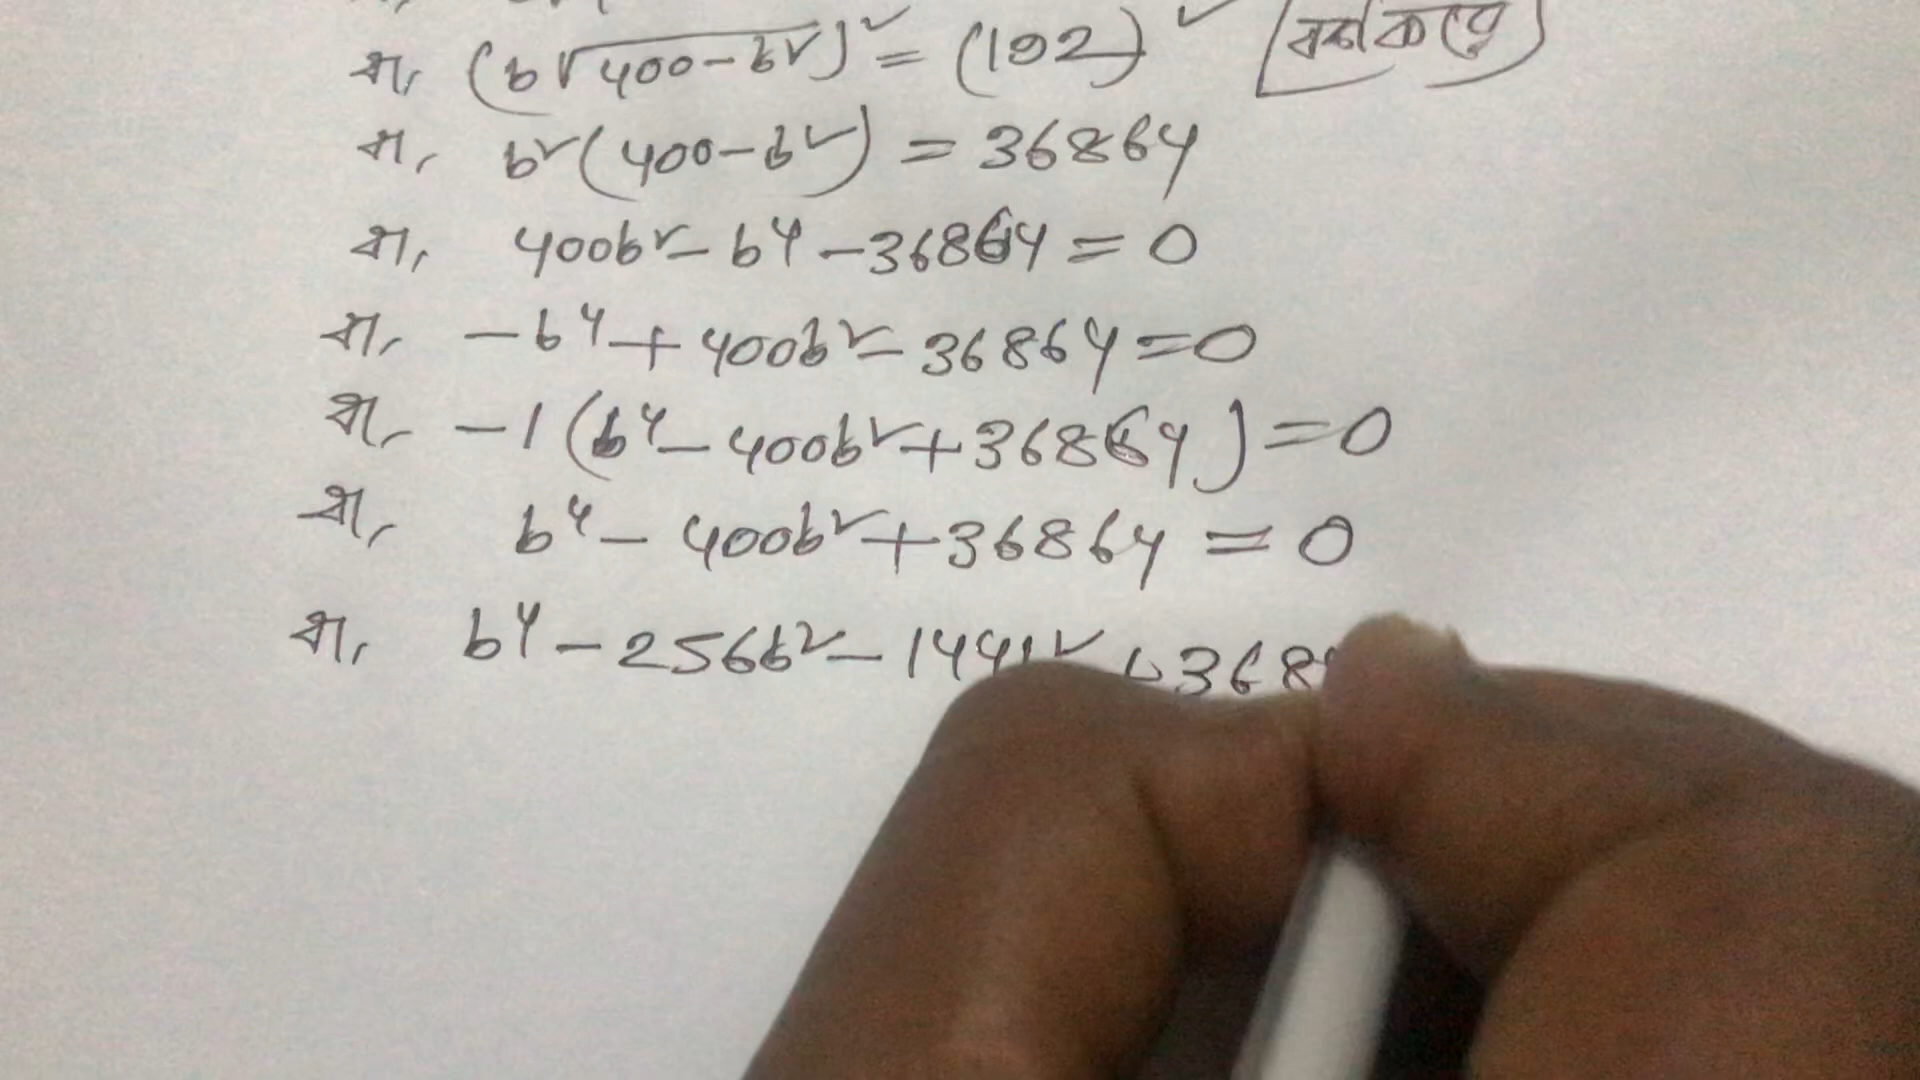 বা, (b√400-b²)² = (192)² [বর্গ করে]
বা, b²(400-b²) = 36864
বা, 400b²-b⁴-36864=0
বা, -b⁴+400b²-36864=0
বা, -1(b⁴-400b²+36864)=0
বা, b⁴-400b²+36864=0
বা, b⁴-256b²-144b²+368